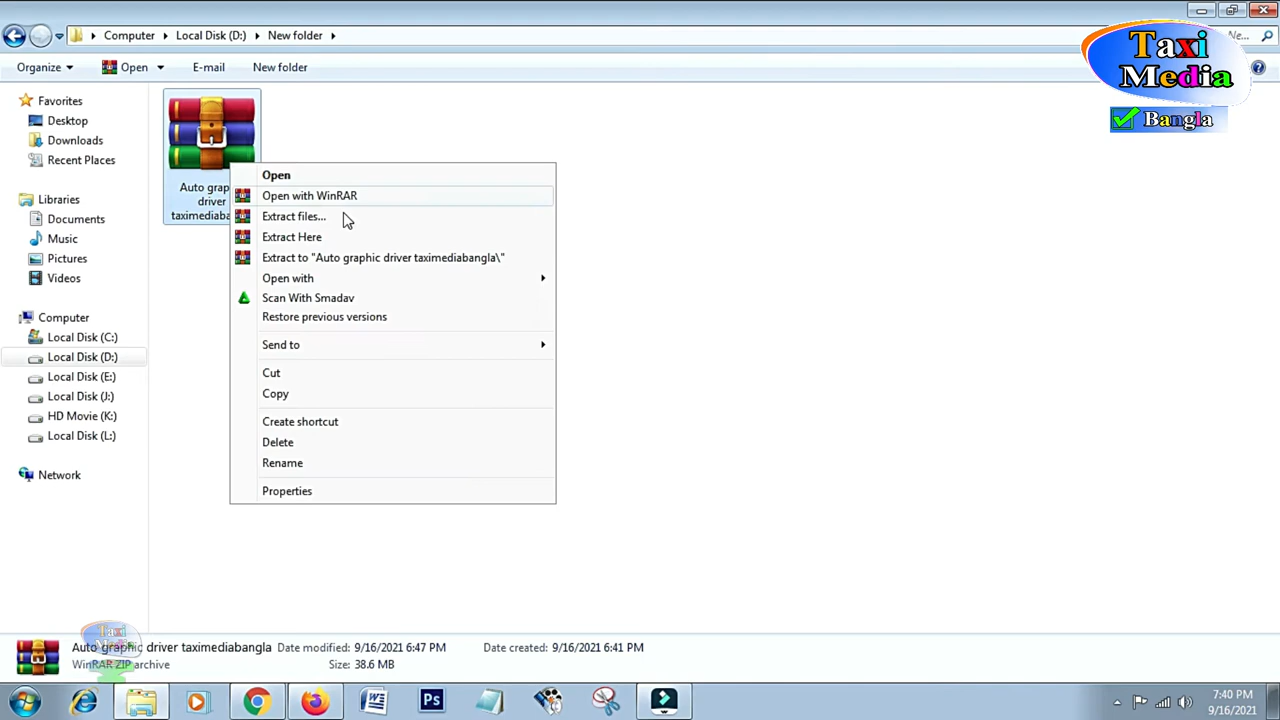 Computer
Local Disk (D:)
New folder
Ne...
Taxi
Media
Bangla
Organize
Open
E-mail
New folder
Favorites
Desktop
Downloads
Recent Places
Libraries
Documents
Music
Pictures
Videos
Computer
Local Disk (C:)
Local Disk (D:)
Local Disk (E:)
Local Disk (J:)
HD Movie (K:)
Local Disk (L:)
Network
Auto grap
driver
taximediaba
Open
Open with WinRAR
Extract files...
Extract Here
Extract to "Auto graphic driver taximediabangla\"
Open with
Scan With Smadav
Restore previous versions
Send to
Cut
Copy
Create shortcut
Delete
Rename
Properties
Auto graphic driver taximediabangla
Date modified: 9/16/2021 6:47 PM
Date created: 9/16/2021 6:41 PM
WinRAR ZIP archive
Size: 38.6 MB
Ps
7:40 PM
9/16/2021